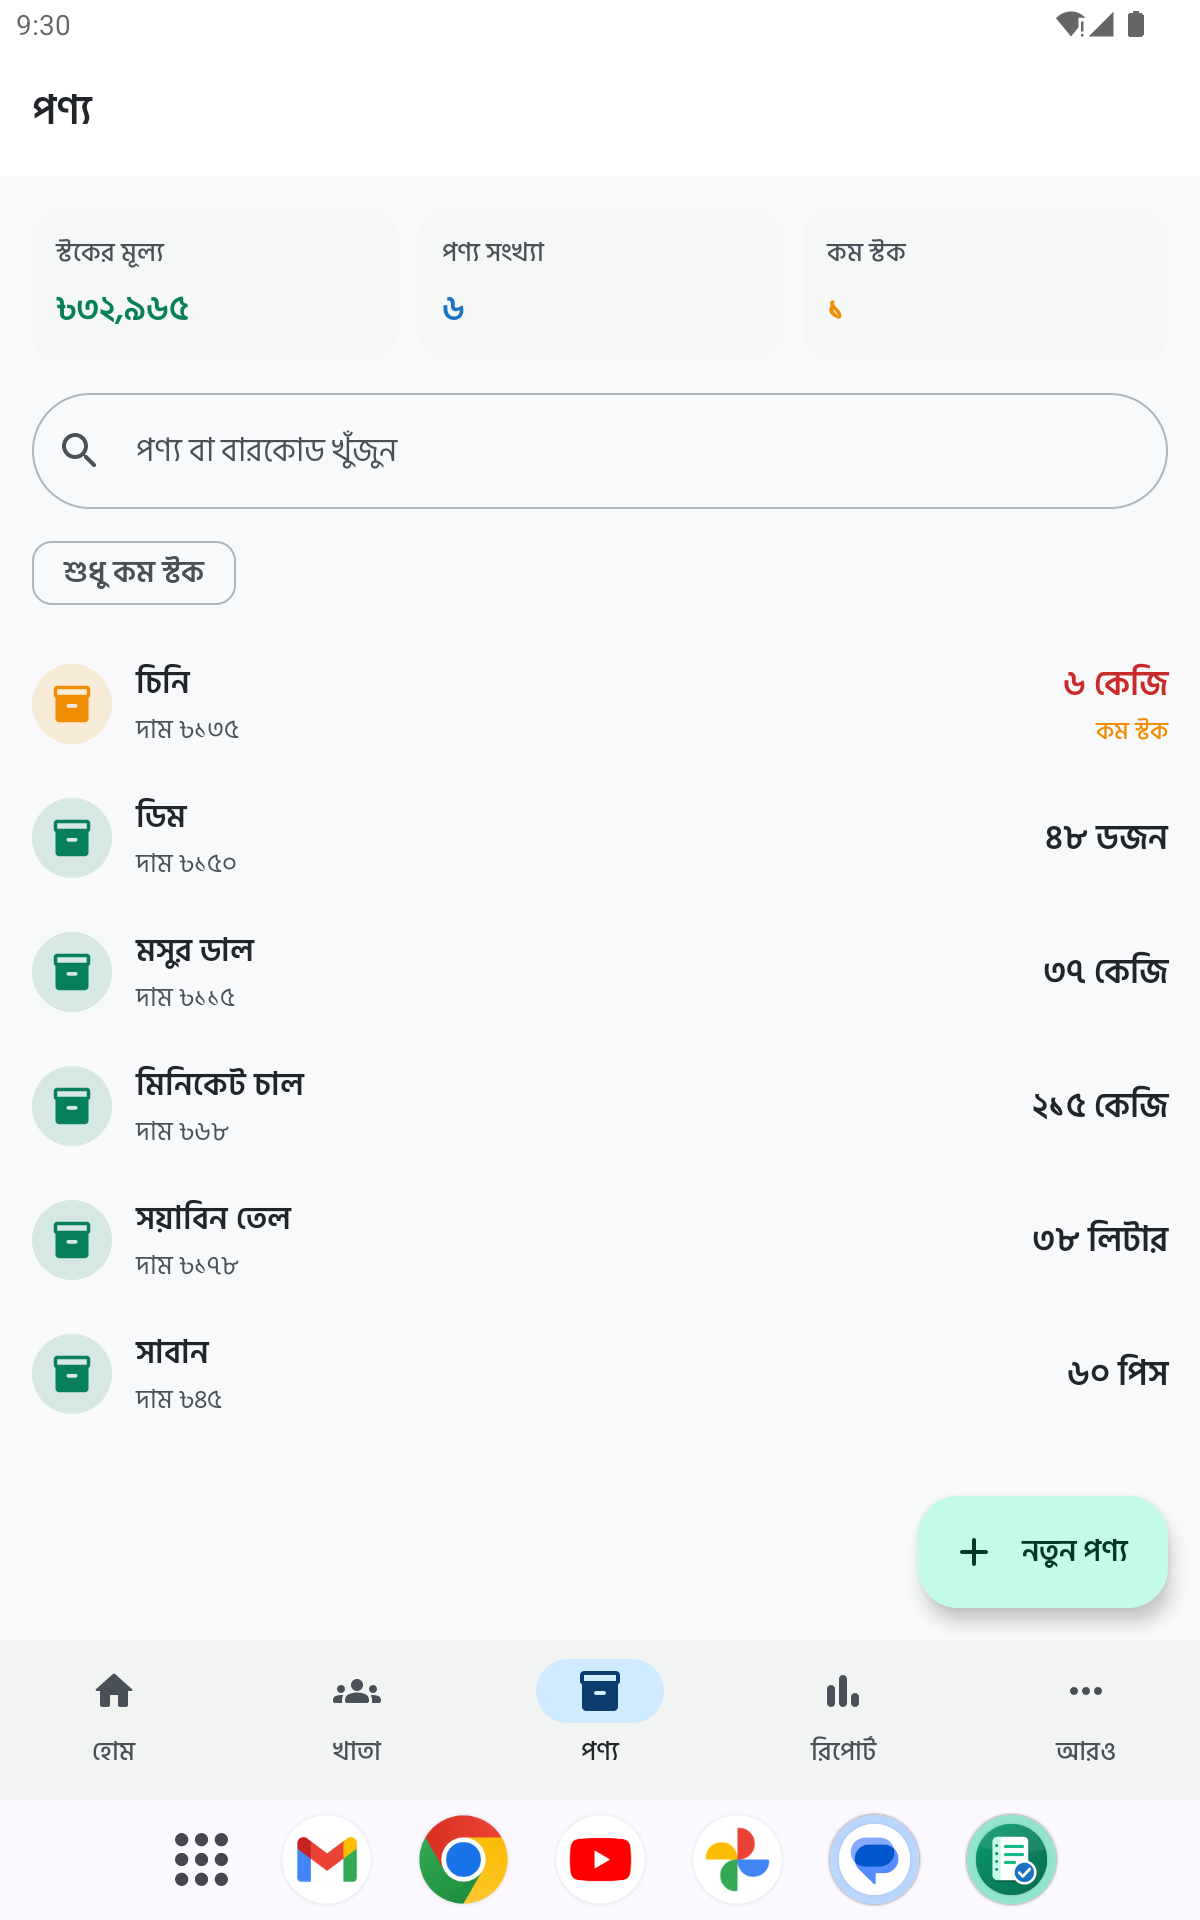 9:30
পণ্য
স্টকের মূল্য
৳৩২,৯৬৫
পণ্য সংখ্যা
৬
কম স্টক
১
পণ্য বা বারকোড খুঁজুন
শুধু কম স্টক
চিনি
দাম ৳১৩৫
৬ কেজি
কম স্টক
ডিম
দাম ৳১৫০
৪৮ ডজন
মসুর ডাল
দাম ৳১১৫
৩৭ কেজি
মিনিকেট চাল
দাম ৳৬৮
২১৫ কেজি
সয়াবিন তেল
দাম ৳১৭৮
৩৮ লিটার
সাবান
দাম ৳৪৫
৬০ পিস
নতুন পণ্য
হোম
খাতা
পণ্য
রিপোর্ট
আরও